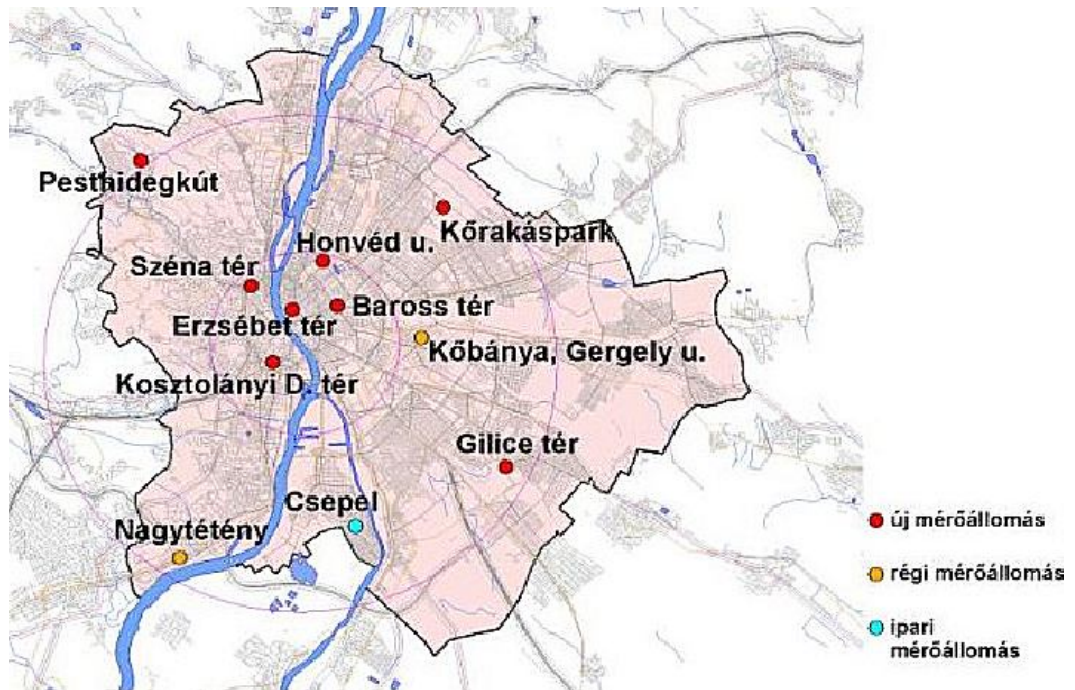 Pesthidegkút
Kőrakáspark
Honvéd u.
Széna tér
Baross tér
Erzsébet tér
Kőbánya, Gergely u.
Kosztolányi D. tér
Gilice tér
Csepel
Nagytétény
új mérőállomás
régi mérőállomás
ipari
mérőállomás